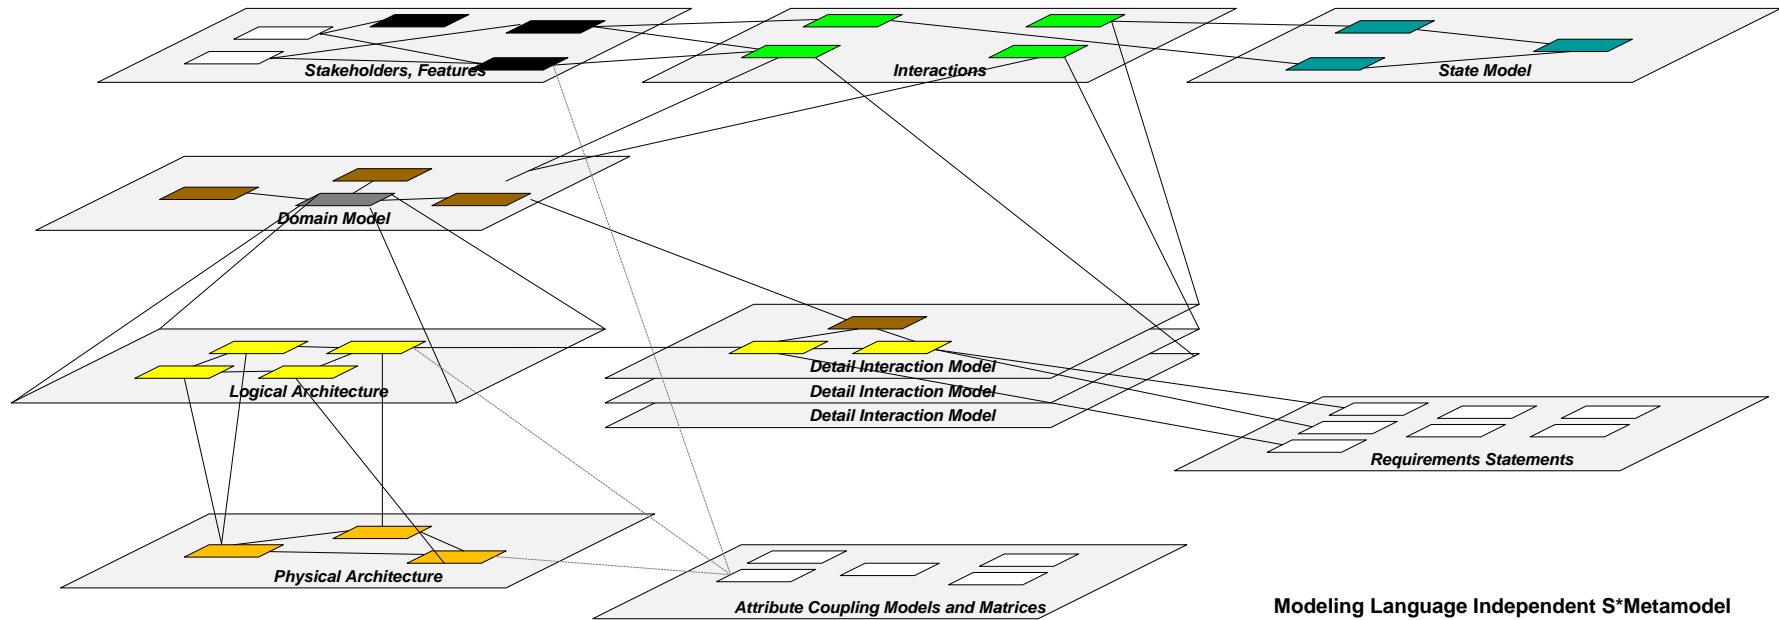 Stakeholders, Features
Interactions
State Model
Domain Model
Logical Architecture
Detail Interaction Model
Detail Interaction Model
Detail Interaction Model
Requirements Statements
Physical Architecture
Attribute Coupling Models and Matrices
Modeling Language Independent S*Metamodel